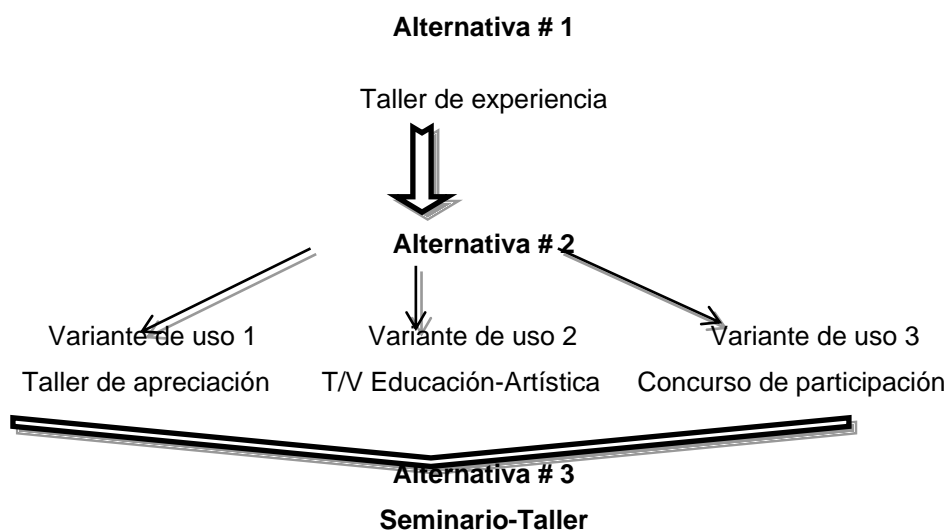 Alternativa # 1
Taller de experiencia
Alternativa # 2
Variante de uso 1 Variante de uso 2 Variante de uso 3
Taller de apreciación T/V Educación-Artística Concurso de participación
Alternativa # 3
Seminario-Taller